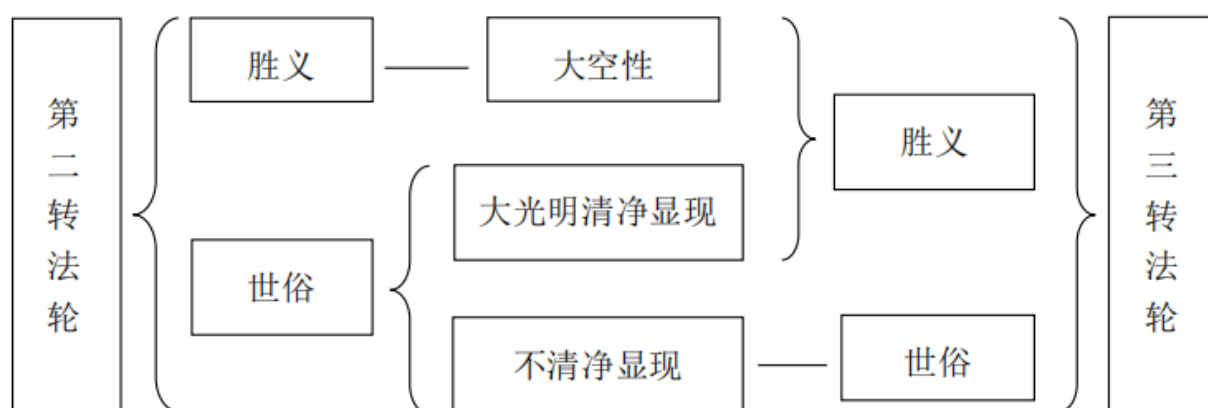 第二转法轮
胜义
大空性
世俗
大光明清净显现
不清净显现
胜义
世俗
第三转法轮